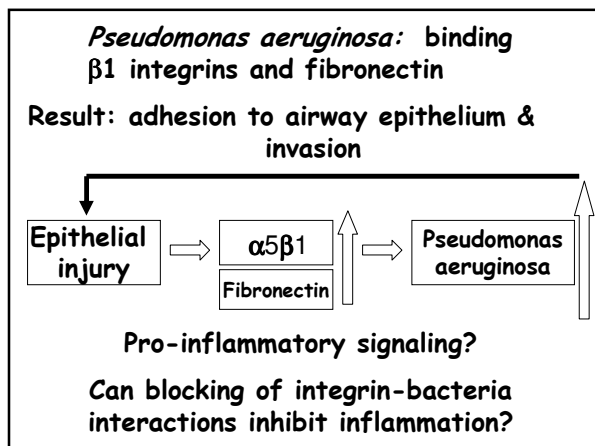 Pseudomonas aeruginosa: binding
β1 integrins and fibronectin
Result: adhesion to airway epithelium &
invasion
Epithelial
injury
α5β1
Fibronectin
Pseudomonas
aeruginosa
Pro-inflammatory signaling?
Can blocking of integrin-bacteria
interactions inhibit inflammation?